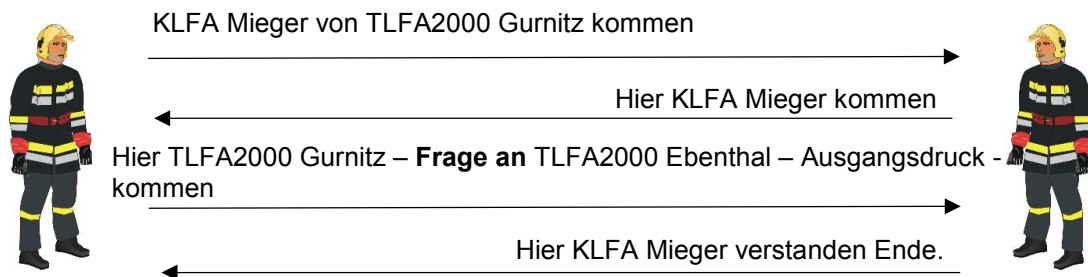 KLFA Mieger von TLFA2000 Gurnitz kommen
Hier KLFA Mieger kommen
Hier TLFA2000 Gurnitz – Frage an TLFA2000 Ebenthal – Ausgangsdruck -
kommen
Hier KLFA Mieger verstanden Ende.